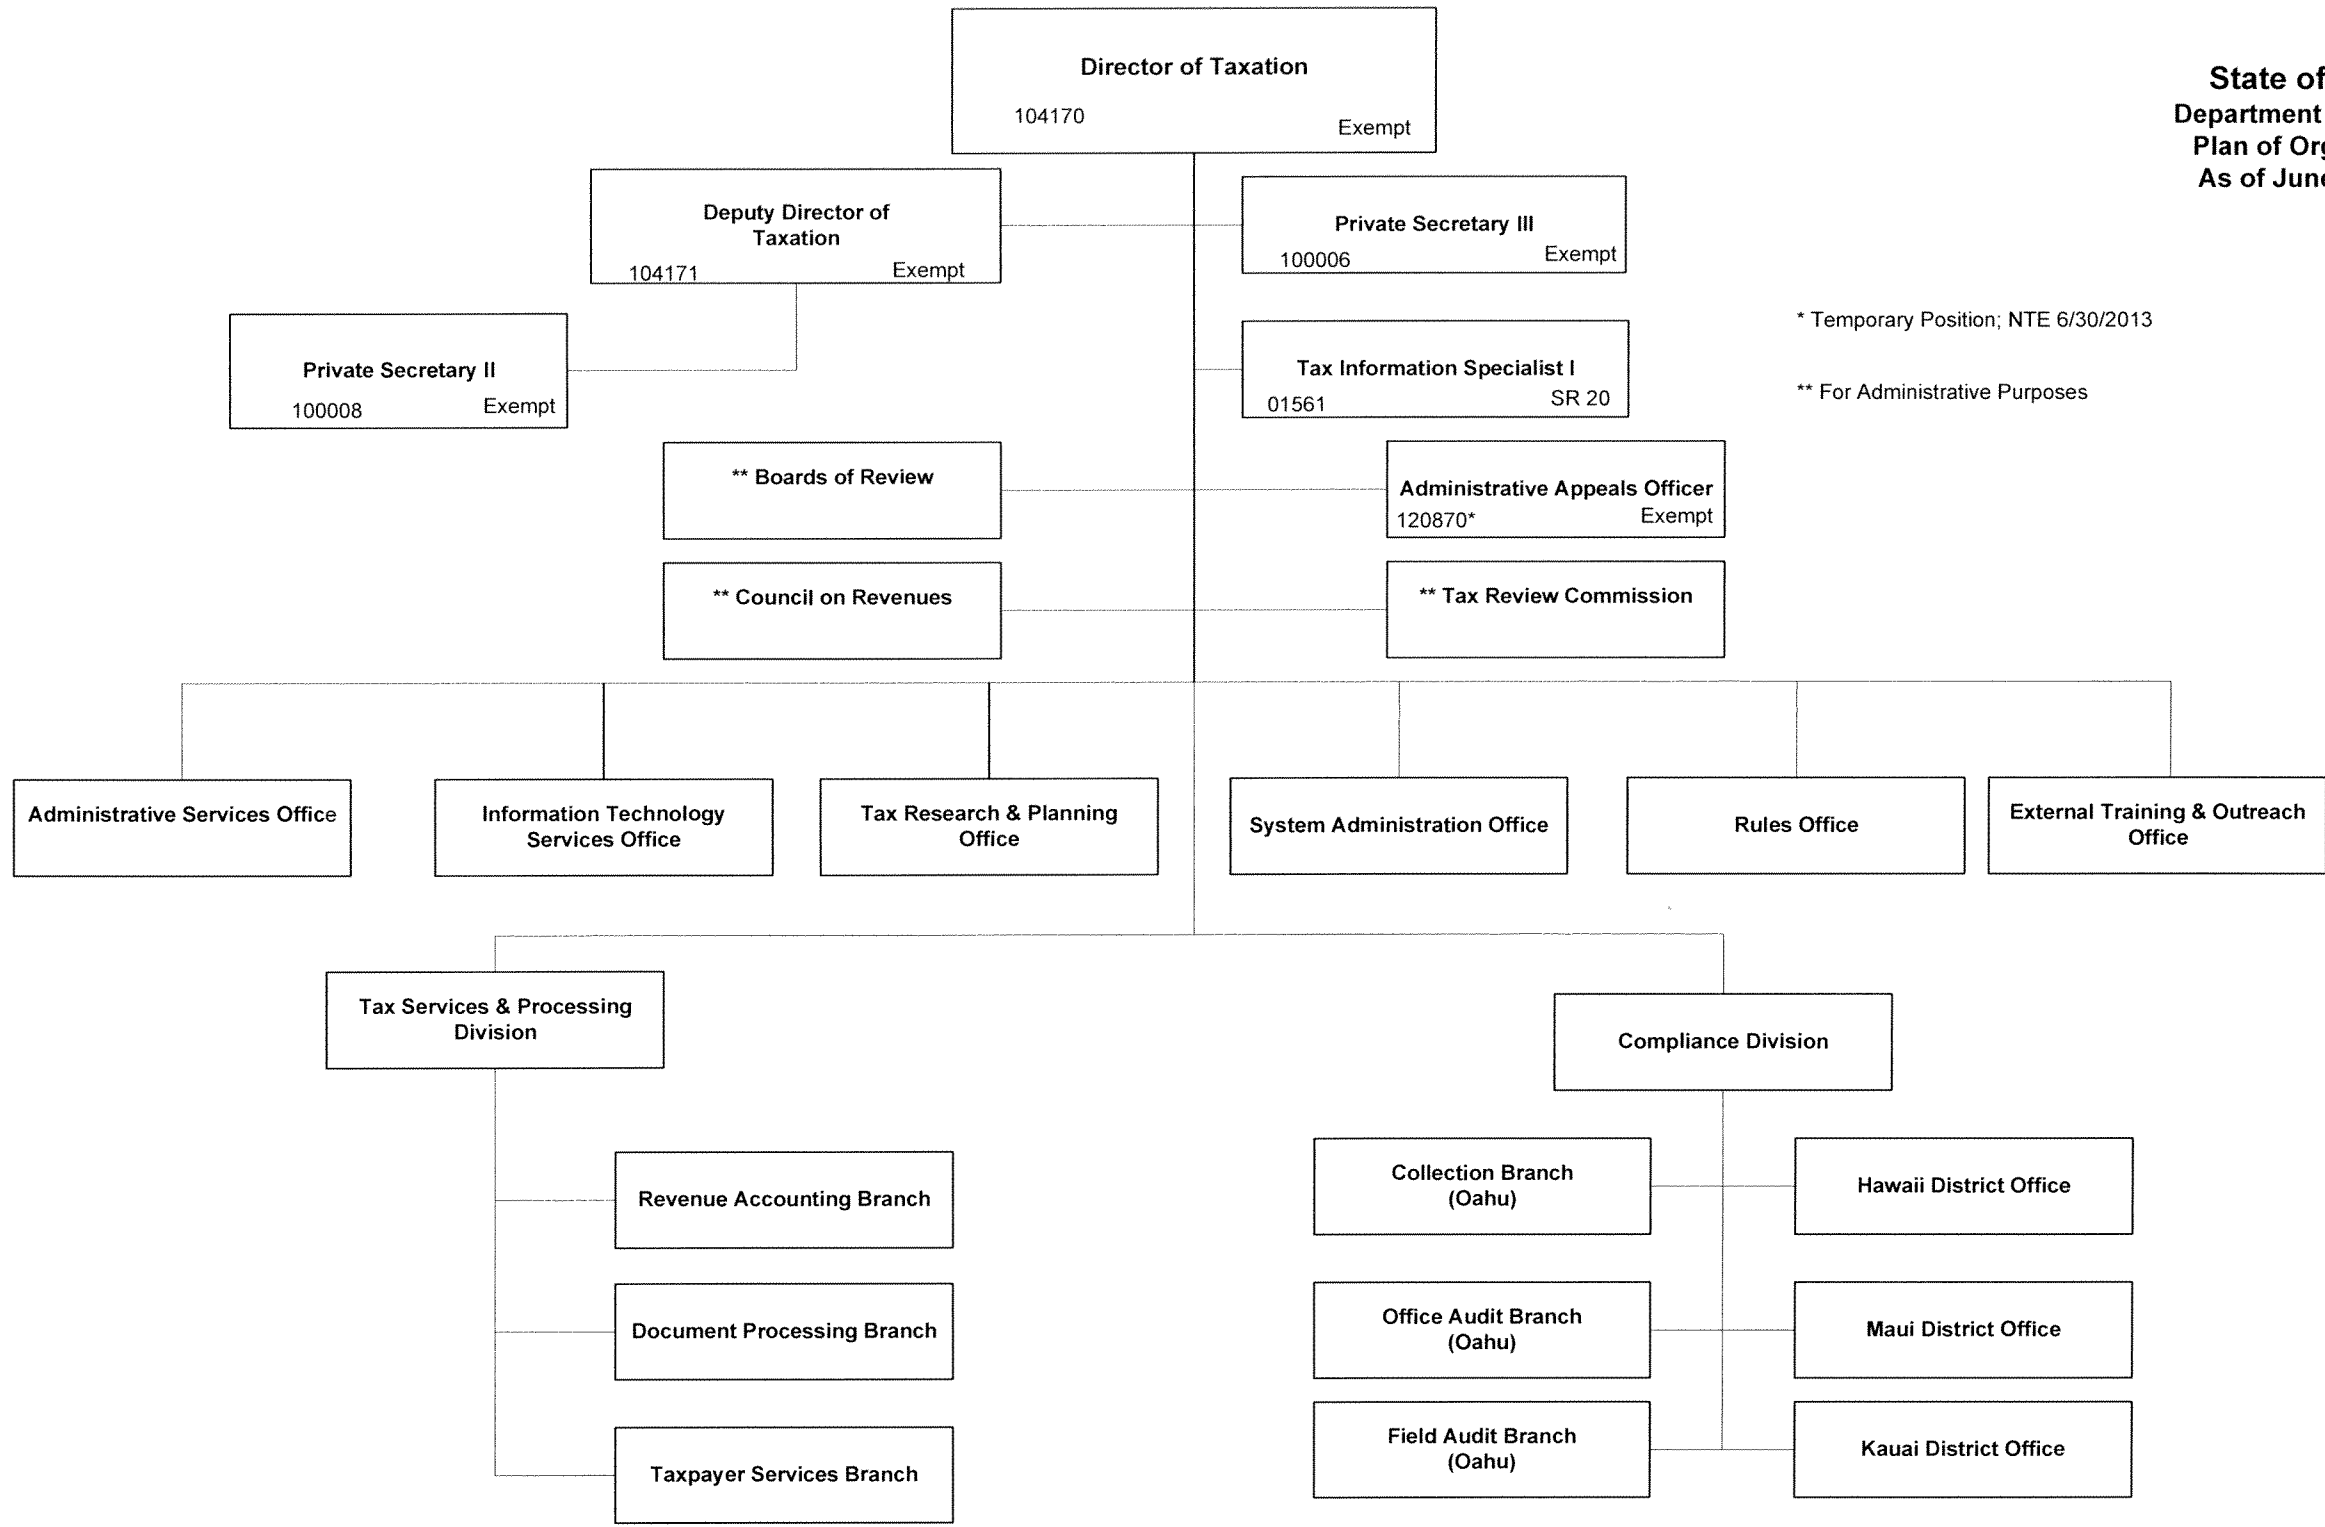 Director of Taxation
104170
Exempt
State of
Department
Plan of
As of
Deputy Director of
Taxation
104171
Exempt
Private Secretary III
100006
Exempt
Private Secretary II
100008
Exempt
Tax Information Specialist I
01561
SR 20
* Temporary Position; NTE 6/30/2013
** For Administrative Purposes
** Boards of Review
Administrative Appeals Officer
120870*
Exempt
** Council on Revenues
** Tax Review Commission
Administrative Services Office
Information Technology
Services Office
Tax Research & Planning
Office
System Administration Office
Rules Office
External Training & Outreach
Office
Tax Services & Processing
Division
Compliance Division
Revenue Accounting Branch
Document Processing Branch
Taxpayer Services Branch
Collection Branch
(Oahu)
Hawaii District Office
Office Audit Branch
(Oahu)
Maui District Office
Field Audit Branch
(Oahu)
Kauai District Office